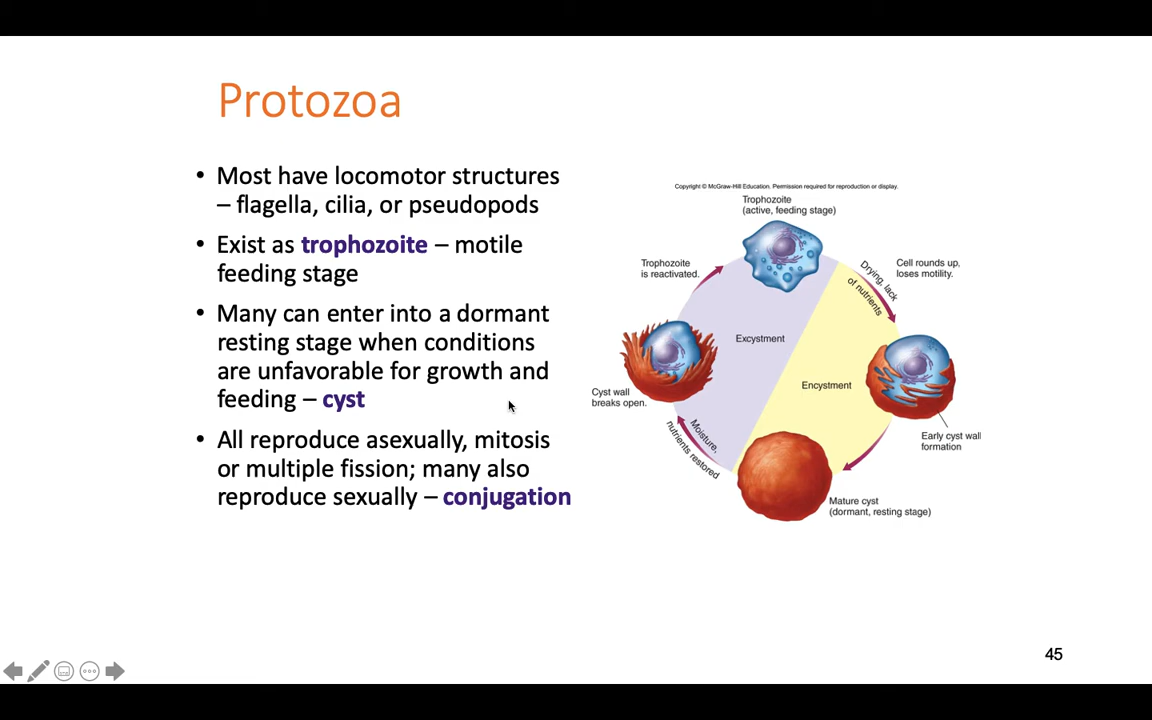 Protozoa
• Most have locomotor structures
– flagella, cilia, or pseudopods
• Exist as trophozoite – motile
feeding stage
• Many can enter into a dormant
resting stage when conditions
are unfavorable for growth and
feeding – cyst
• All reproduce asexually, mitosis
or multiple fission; many also
reproduce sexually – conjugation
Copyright © McGraw-Hill Education. Permission required for reproduction or display.
Trophozoite
(active, feeding stage)
Trophozoite
is reactivated.
Drying, lack
of nutrients
Cell rounds up,
loses motility.
Excystment
Encystment
Cyst wall
breaks open.
Early cyst wall
formation
Moisture,
nutrients restored
Mature cyst
(dormant, resting stage)
45